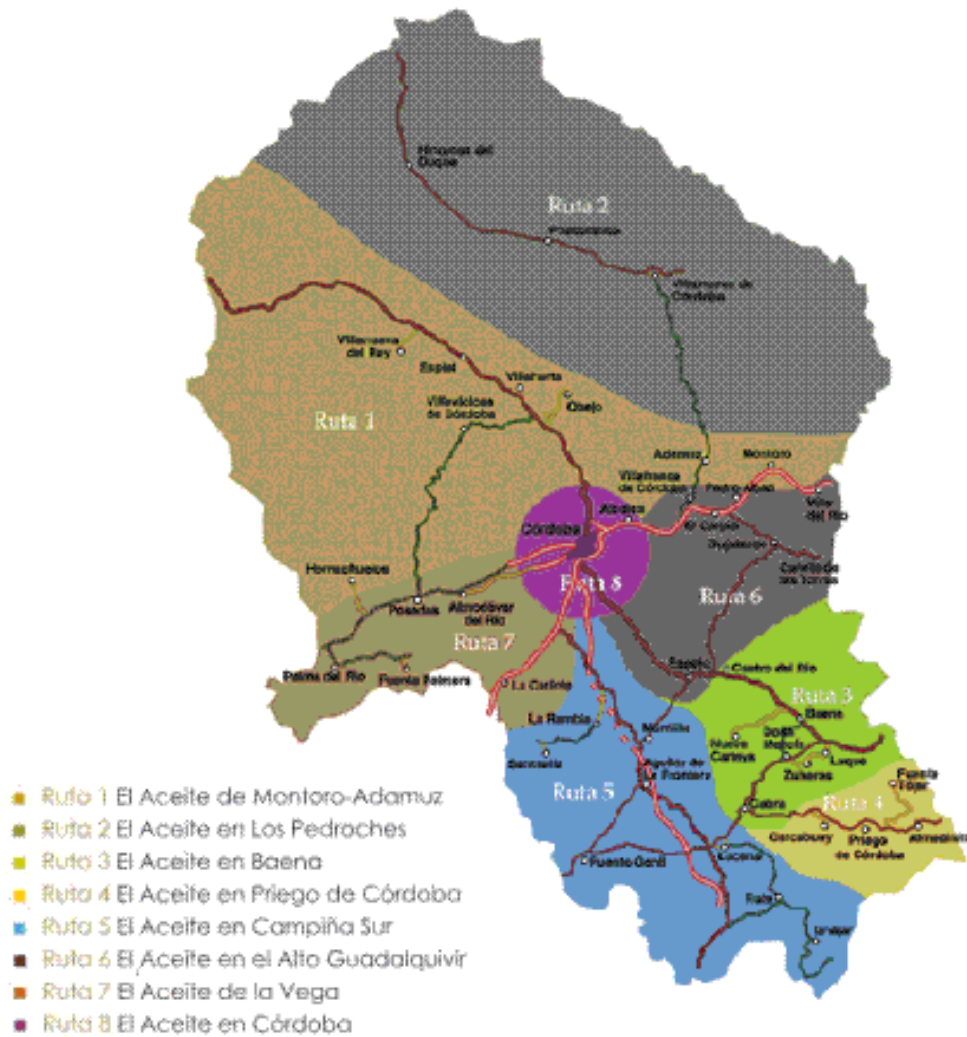 Hinojosa del
Duque
Ruta 2
Pozoblanco
Villanueva de
Córdoba
Villanueva
del Rey
Espiel
Villaharta
Obejo
Villaviciosa
de Córdoba
Ruta 1
Adamuz
Montoro
Villafranca
de Córdoba
Pedro Abad
Villa
del Río
Alcolea
El Carpio
Córdoba
Bujalance
Cañete de
las Torres
Hornachuelos
Ruta 8
Ruta 6
Posadas
Almodóvar
del Río
Ruta 7
Palma del Río
Fuente Palmera
La Carlota
Espejo
Castro del Río
Ruta 3
Baena
La Rambla
Montilla
Nueva
Carteya
Doña
Mencía
Luque
Zuheros
Santaella
Aguilar de
La Frontera
Fuente
Tójar
Ruta 5
Cabra
Ruta 4
Carcabuey
Priego
de Córdoba
Almedinilla
Puente Genil
Lucena
Rute
Iznájar
Ruta 1 El Aceite de Montoro-Adamuz
Ruta 2 El Aceite en Los Pedroches
Ruta 3 El Aceite en Baena
Ruta 4 El Aceite en Priego de Córdoba
Ruta 5 El Aceite en Campiña Sur
Ruta 6 El Aceite en el Alto Guadalquivir
Ruta 7 El Aceite de la Vega
Ruta 8 El Aceite en Córdoba